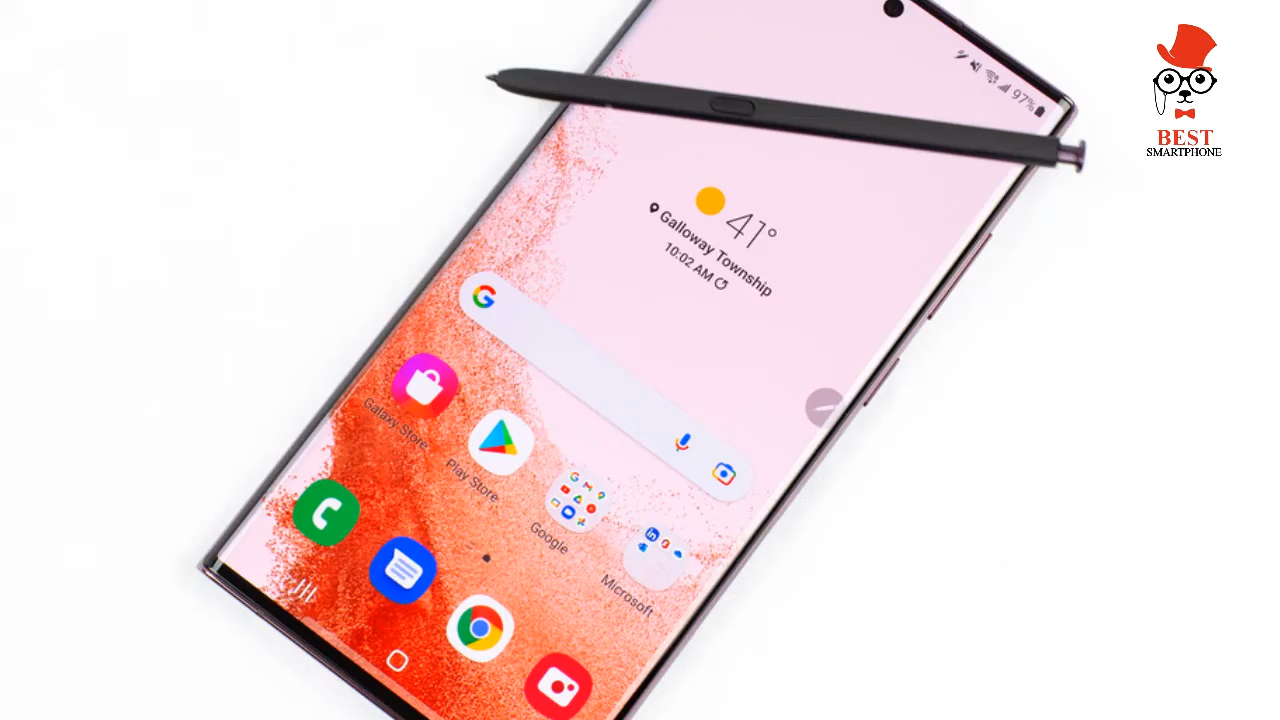 97%
BEST
SMARTPHONE
41°
Galloway Township
10:02 AM
Galaxy Store
Play Store
Google
Microsoft